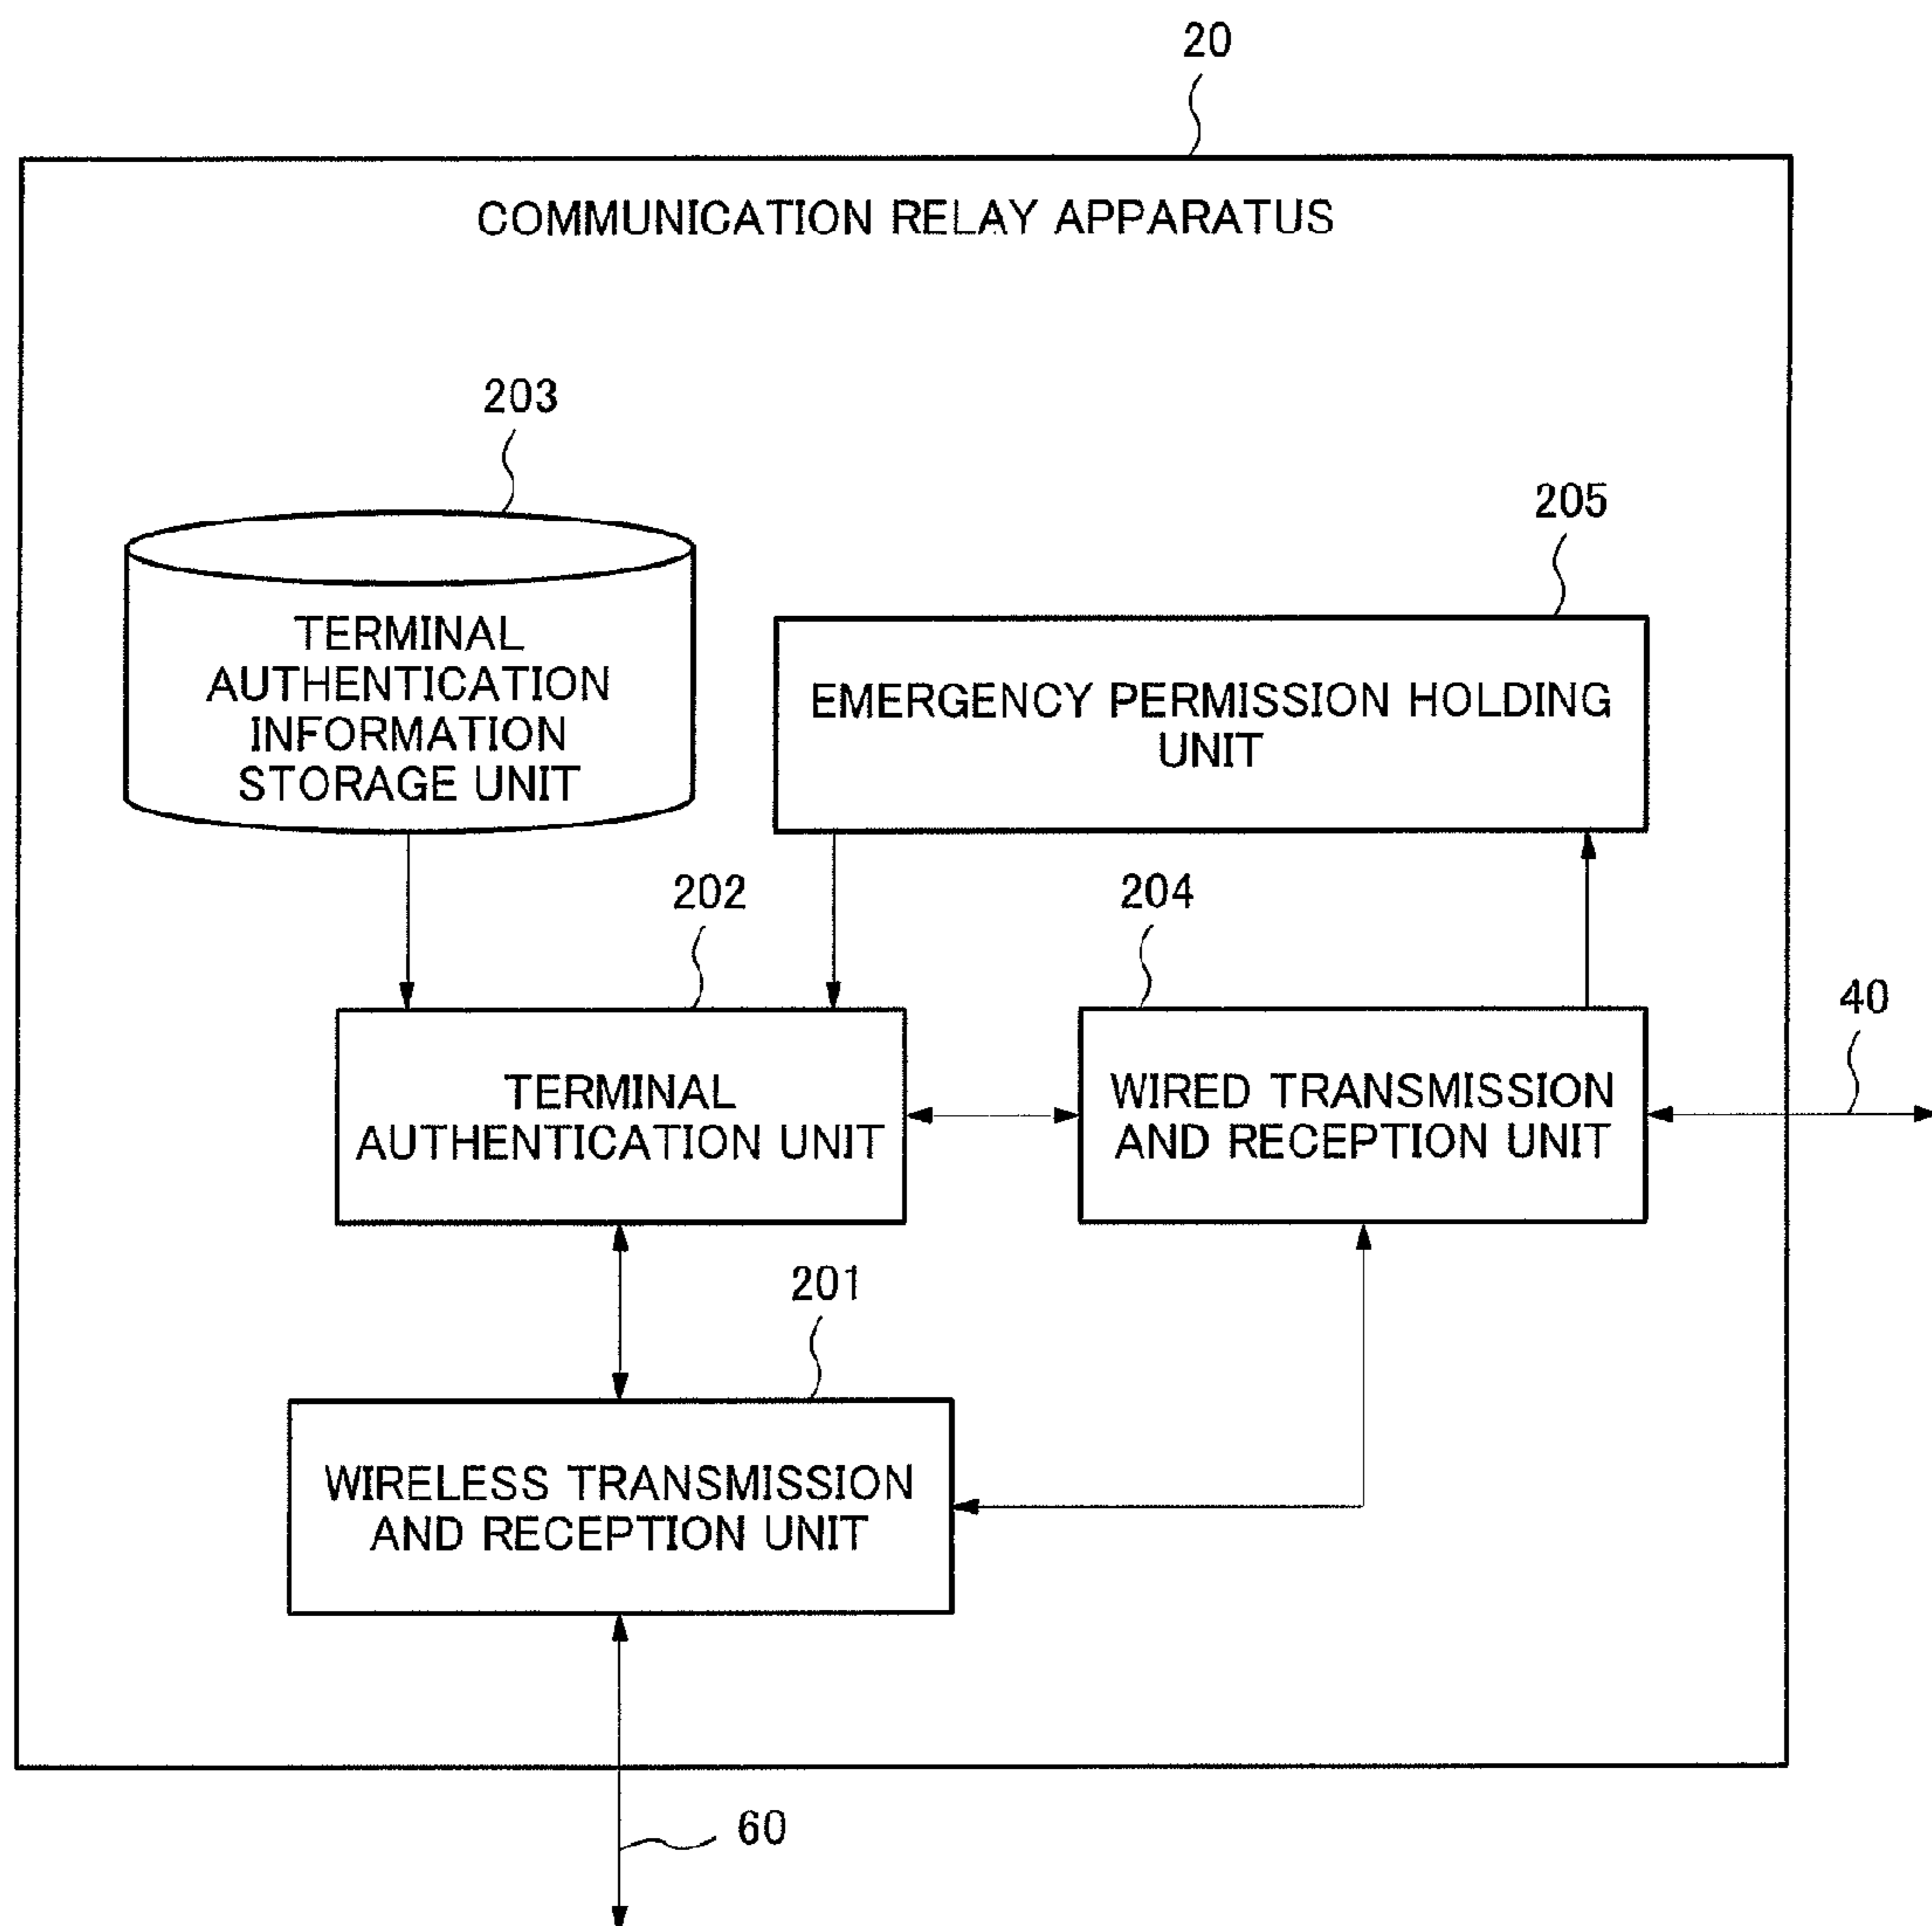 20
COMMUNICATION RELAY APPARATUS
203
TERMINAL
AUTHENTICATION
INFORMATION
STORAGE UNIT
205
EMERGENCY PERMISSION HOLDING
UNIT
202
TERMINAL
AUTHENTICATION UNIT
204
WIRED TRANSMISSION
AND RECEPTION UNIT
40
201
WIRELESS TRANSMISSION
AND RECEPTION UNIT
60